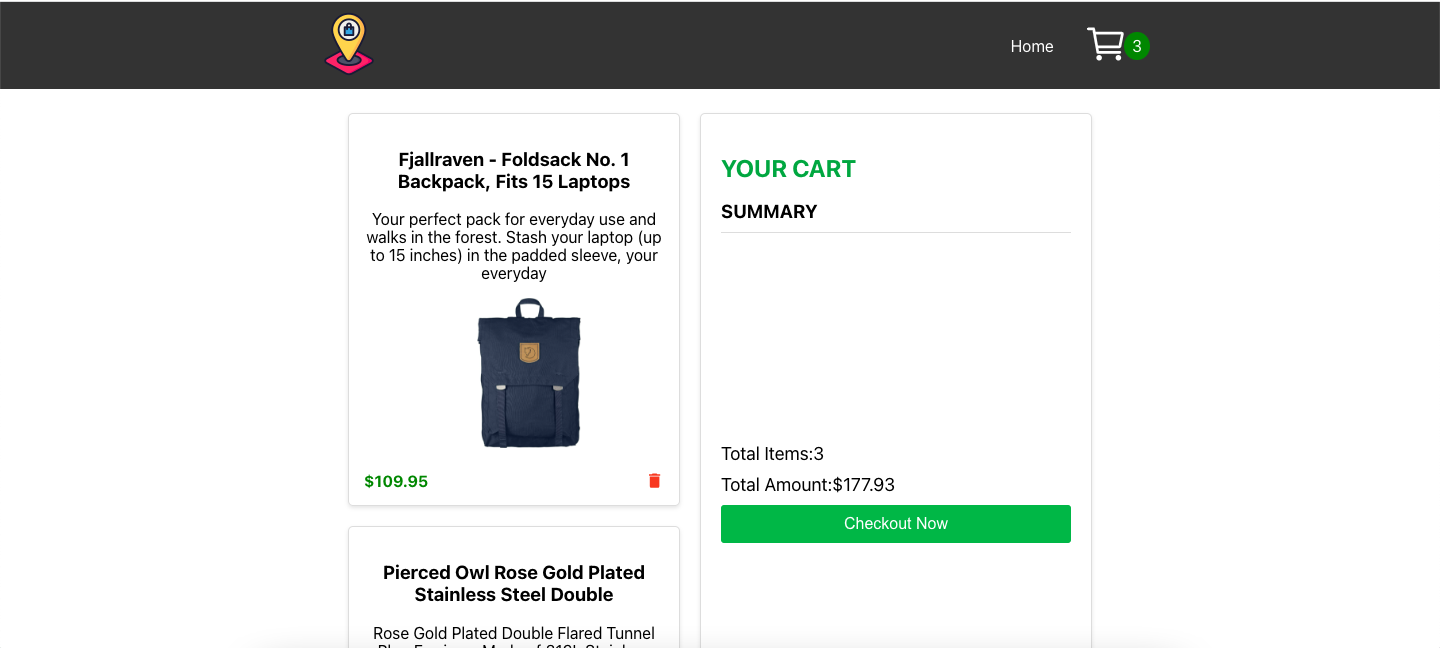 Home
3
Fjallraven - Foldsack No. 1
Backpack, Fits 15 Laptops
Your perfect pack for everyday use and
walks in the forest. Stash your laptop (up
to 15 inches) in the padded sleeve, your
everyday
$109.95
Pierced Owl Rose Gold Plated
Stainless Steel Double
Rose Gold Plated Double Flared Tunnel
YOUR CART
SUMMARY
Total Items:3
Total Amount:$177.93
Checkout Now